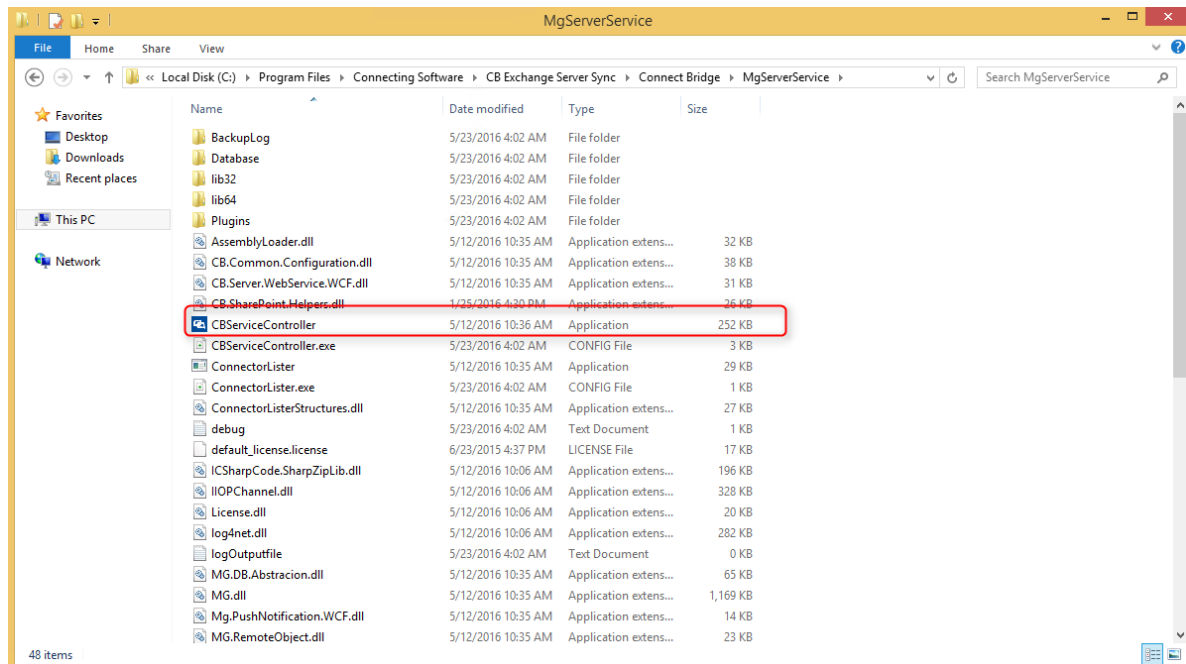 MgServerService
File Home Share View
« Local Disk (C:) Program Files Connecting Software CB Exchange Server Sync Connect Bridge MgServerService
Search MgServerService
Favorites
Desktop
Downloads
Recent places
This PC
Network
Name Date modified Type Size
BackupLog 5/23/2016 4:02 AM File folder
Database 5/23/2016 4:02 AM File folder
lib32 5/23/2016 4:02 AM File folder
lib64 5/23/2016 4:02 AM File folder
Plugins 5/23/2016 4:02 AM File folder
AssemblyLoader.dll 5/12/2016 10:35 AM Application extens... 32 KB
CB.Common.Configuration.dll 5/12/2016 10:35 AM Application extens... 38 KB
CB.Server.WebService.WCF.dll 5/12/2016 10:35 AM Application extens... 31 KB
CB.SharePoint.Helpers.dll 1/25/2016 4:30 PM Application extens... 26 KB
CBServiceController 5/12/2016 10:36 AM Application 252 KB
CBServiceController.exe 5/23/2016 4:02 AM CONFIG File 3 KB
ConnectorLister 5/12/2016 10:35 AM Application 29 KB
ConnectorLister.exe 5/23/2016 4:02 AM CONFIG File 1 KB
ConnectorListerStructures.dll 5/12/2016 10:35 AM Application extens... 27 KB
debug 5/23/2016 4:02 AM Text Document 1 KB
default_license.license 6/23/2015 4:37 PM LICENSE File 17 KB
ICSharpCode.SharpZipLib.dll 5/12/2016 10:06 AM Application extens... 196 KB
IIOPChannel.dll 5/12/2016 10:06 AM Application extens... 328 KB
License.dll 5/12/2016 10:06 AM Application extens... 20 KB
log4net.dll 5/12/2016 10:06 AM Application extens... 282 KB
logOutputfile 5/23/2016 4:02 AM Text Document 0 KB
MG.DB.Abstracion.dll 5/12/2016 10:35 AM Application extens... 65 KB
MG.dll 5/12/2016 10:35 AM Application extens... 1,169 KB
Mg.PushNotification.WCF.dll 5/12/2016 10:35 AM Application extens... 14 KB
MG.RemoteObject.dll 5/12/2016 10:35 AM Application extens... 23 KB
48 items